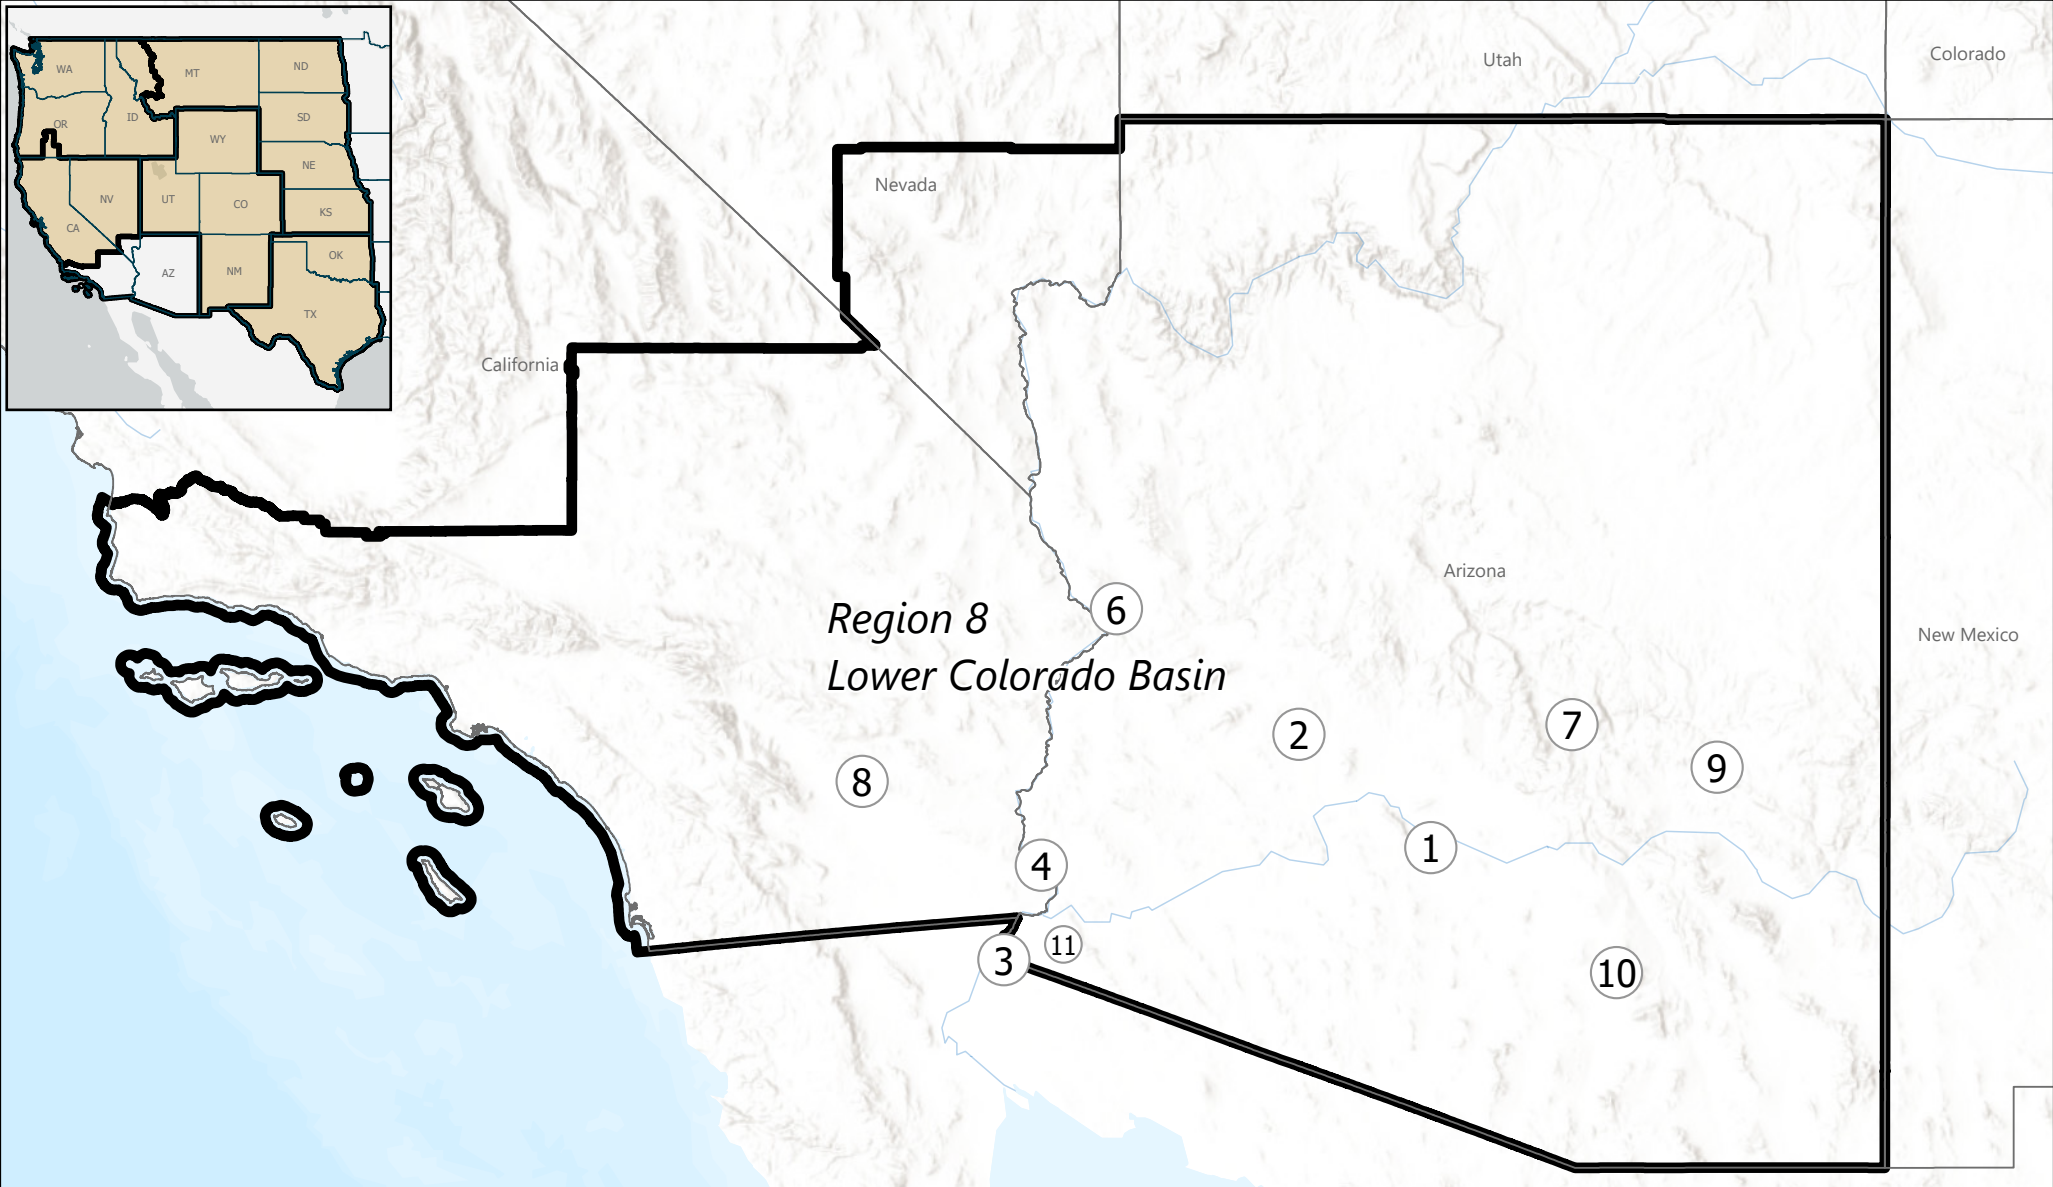 WA
MT
ND
OR
ID
SD
WY
NE
NV
UT
CO
KS
CA
OK
AZ
NM
TX
Utah
Colorado
Nevada
California
Arizona
New Mexico
Region 8
Lower Colorado Basin
6
2
7
9
8
1
4
3
11
10